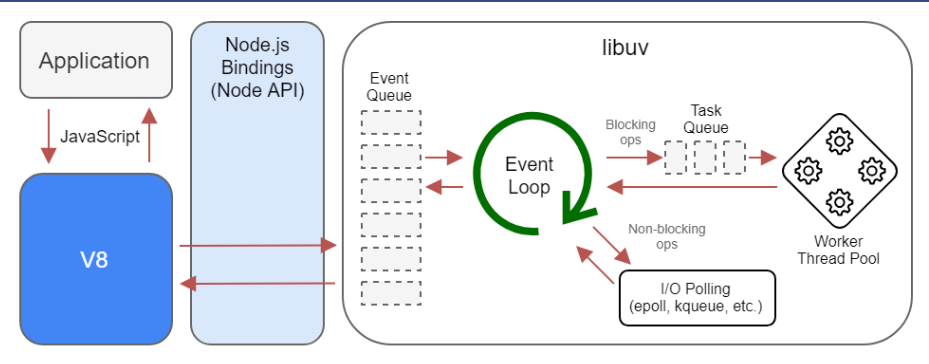 Application
JavaScript
V8
Node.js
Bindings
(Node API)
libuv
Event
Queue
Event
Loop
Blocking
ops
Task
Queue
Worker
Thread Pool
Non-blocking
ops
I/O Polling
(epoll, kqueue, etc.)